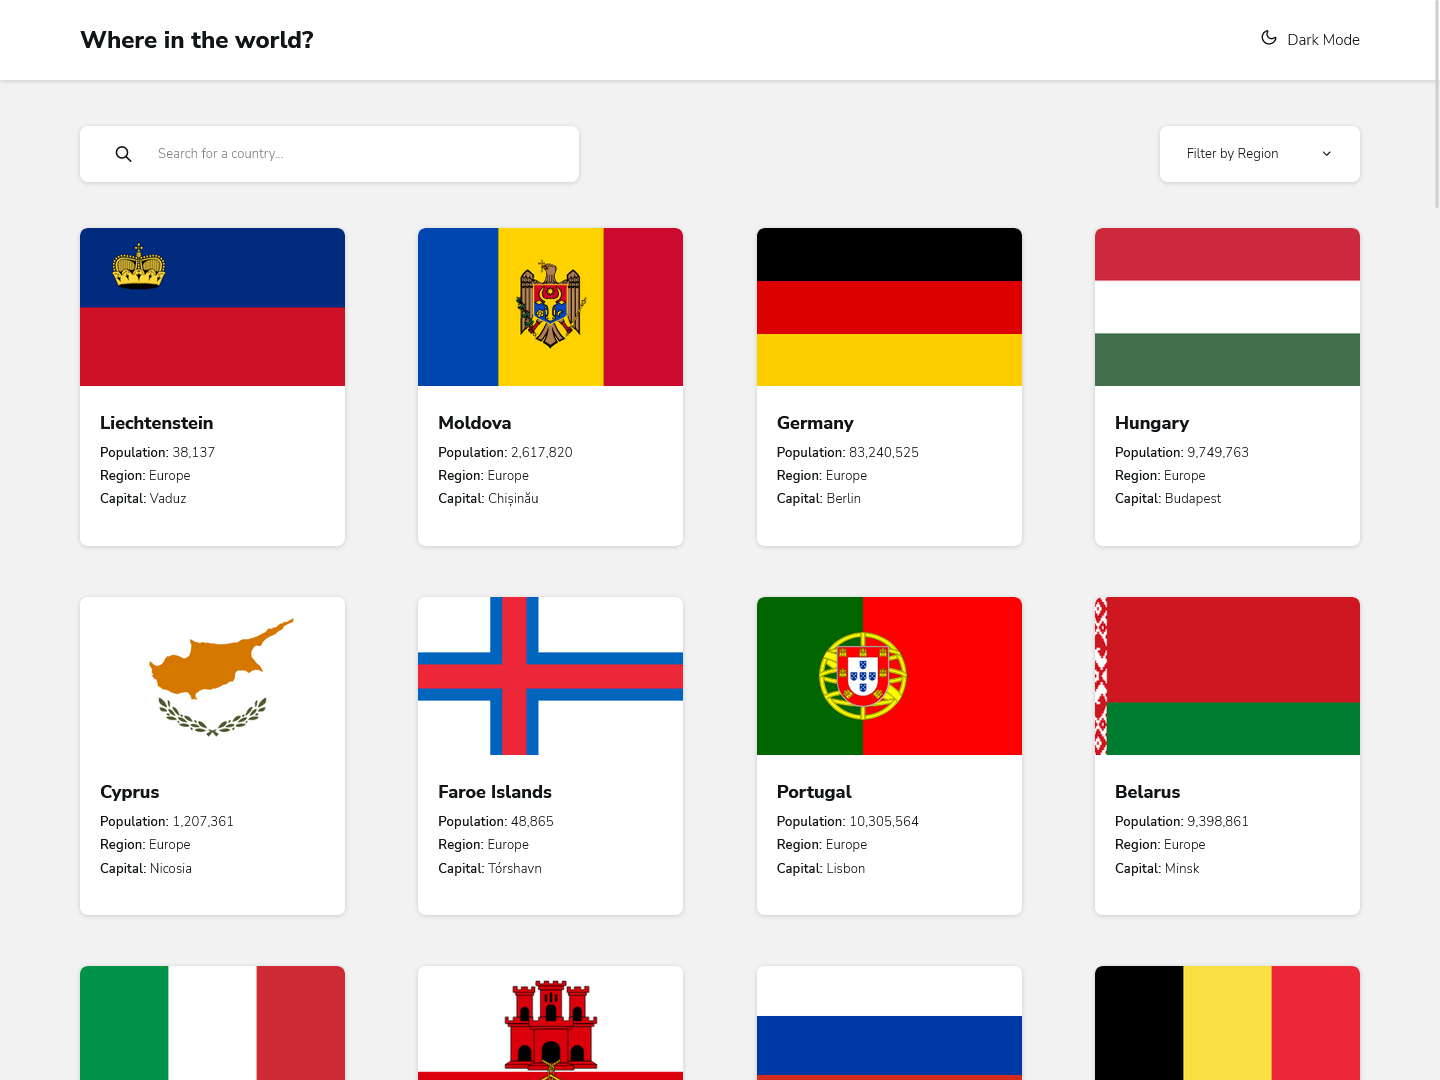 Where in the world?
Dark Mode
Search for a country...
Filter by Region
Liechtenstein
Population: 38,137
Region: Europe
Capital: Vaduz
Moldova
Population: 2,617,820
Region: Europe
Capital: Chișinău
Germany
Population: 83,240,525
Region: Europe
Capital: Berlin
Hungary
Population: 9,749,763
Region: Europe
Capital: Budapest
Cyprus
Population: 1,207,361
Region: Europe
Capital: Nicosia
Faroe Islands
Population: 48,865
Region: Europe
Capital: Tórshavn
Portugal
Population: 10,305,564
Region: Europe
Capital: Lisbon
Belarus
Population: 9,398,861
Region: Europe
Capital: Minsk